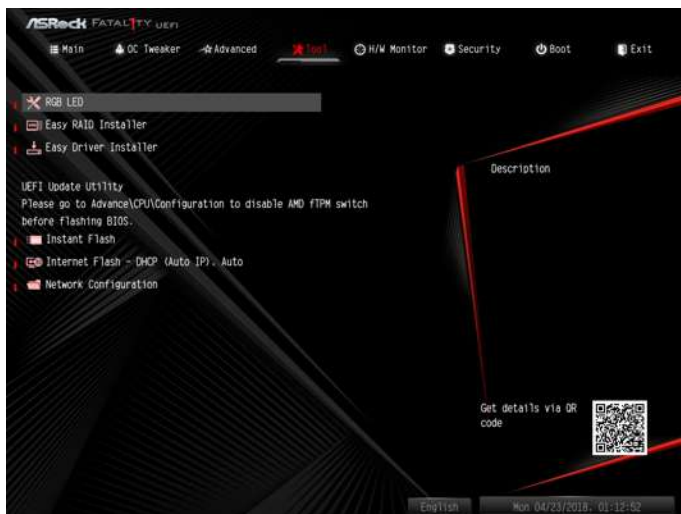 ASRock FATAL1TY UEFI
Main OC Tweaker Advanced Tool H/W Monitor Security Boot Exit
RGB LED
Easy RAID Installer
Easy Driver Installer
Description
UEFI Update Utility
Please go to Advance\CPU\Configuration to disable AMD fTPM switch
before flashing BIOS.
Instant Flash
Internet Flash - DHCP (Auto IP), Auto
Network Configuration
Get details via QR
code
English Mon 04/23/2018, 01:12:52